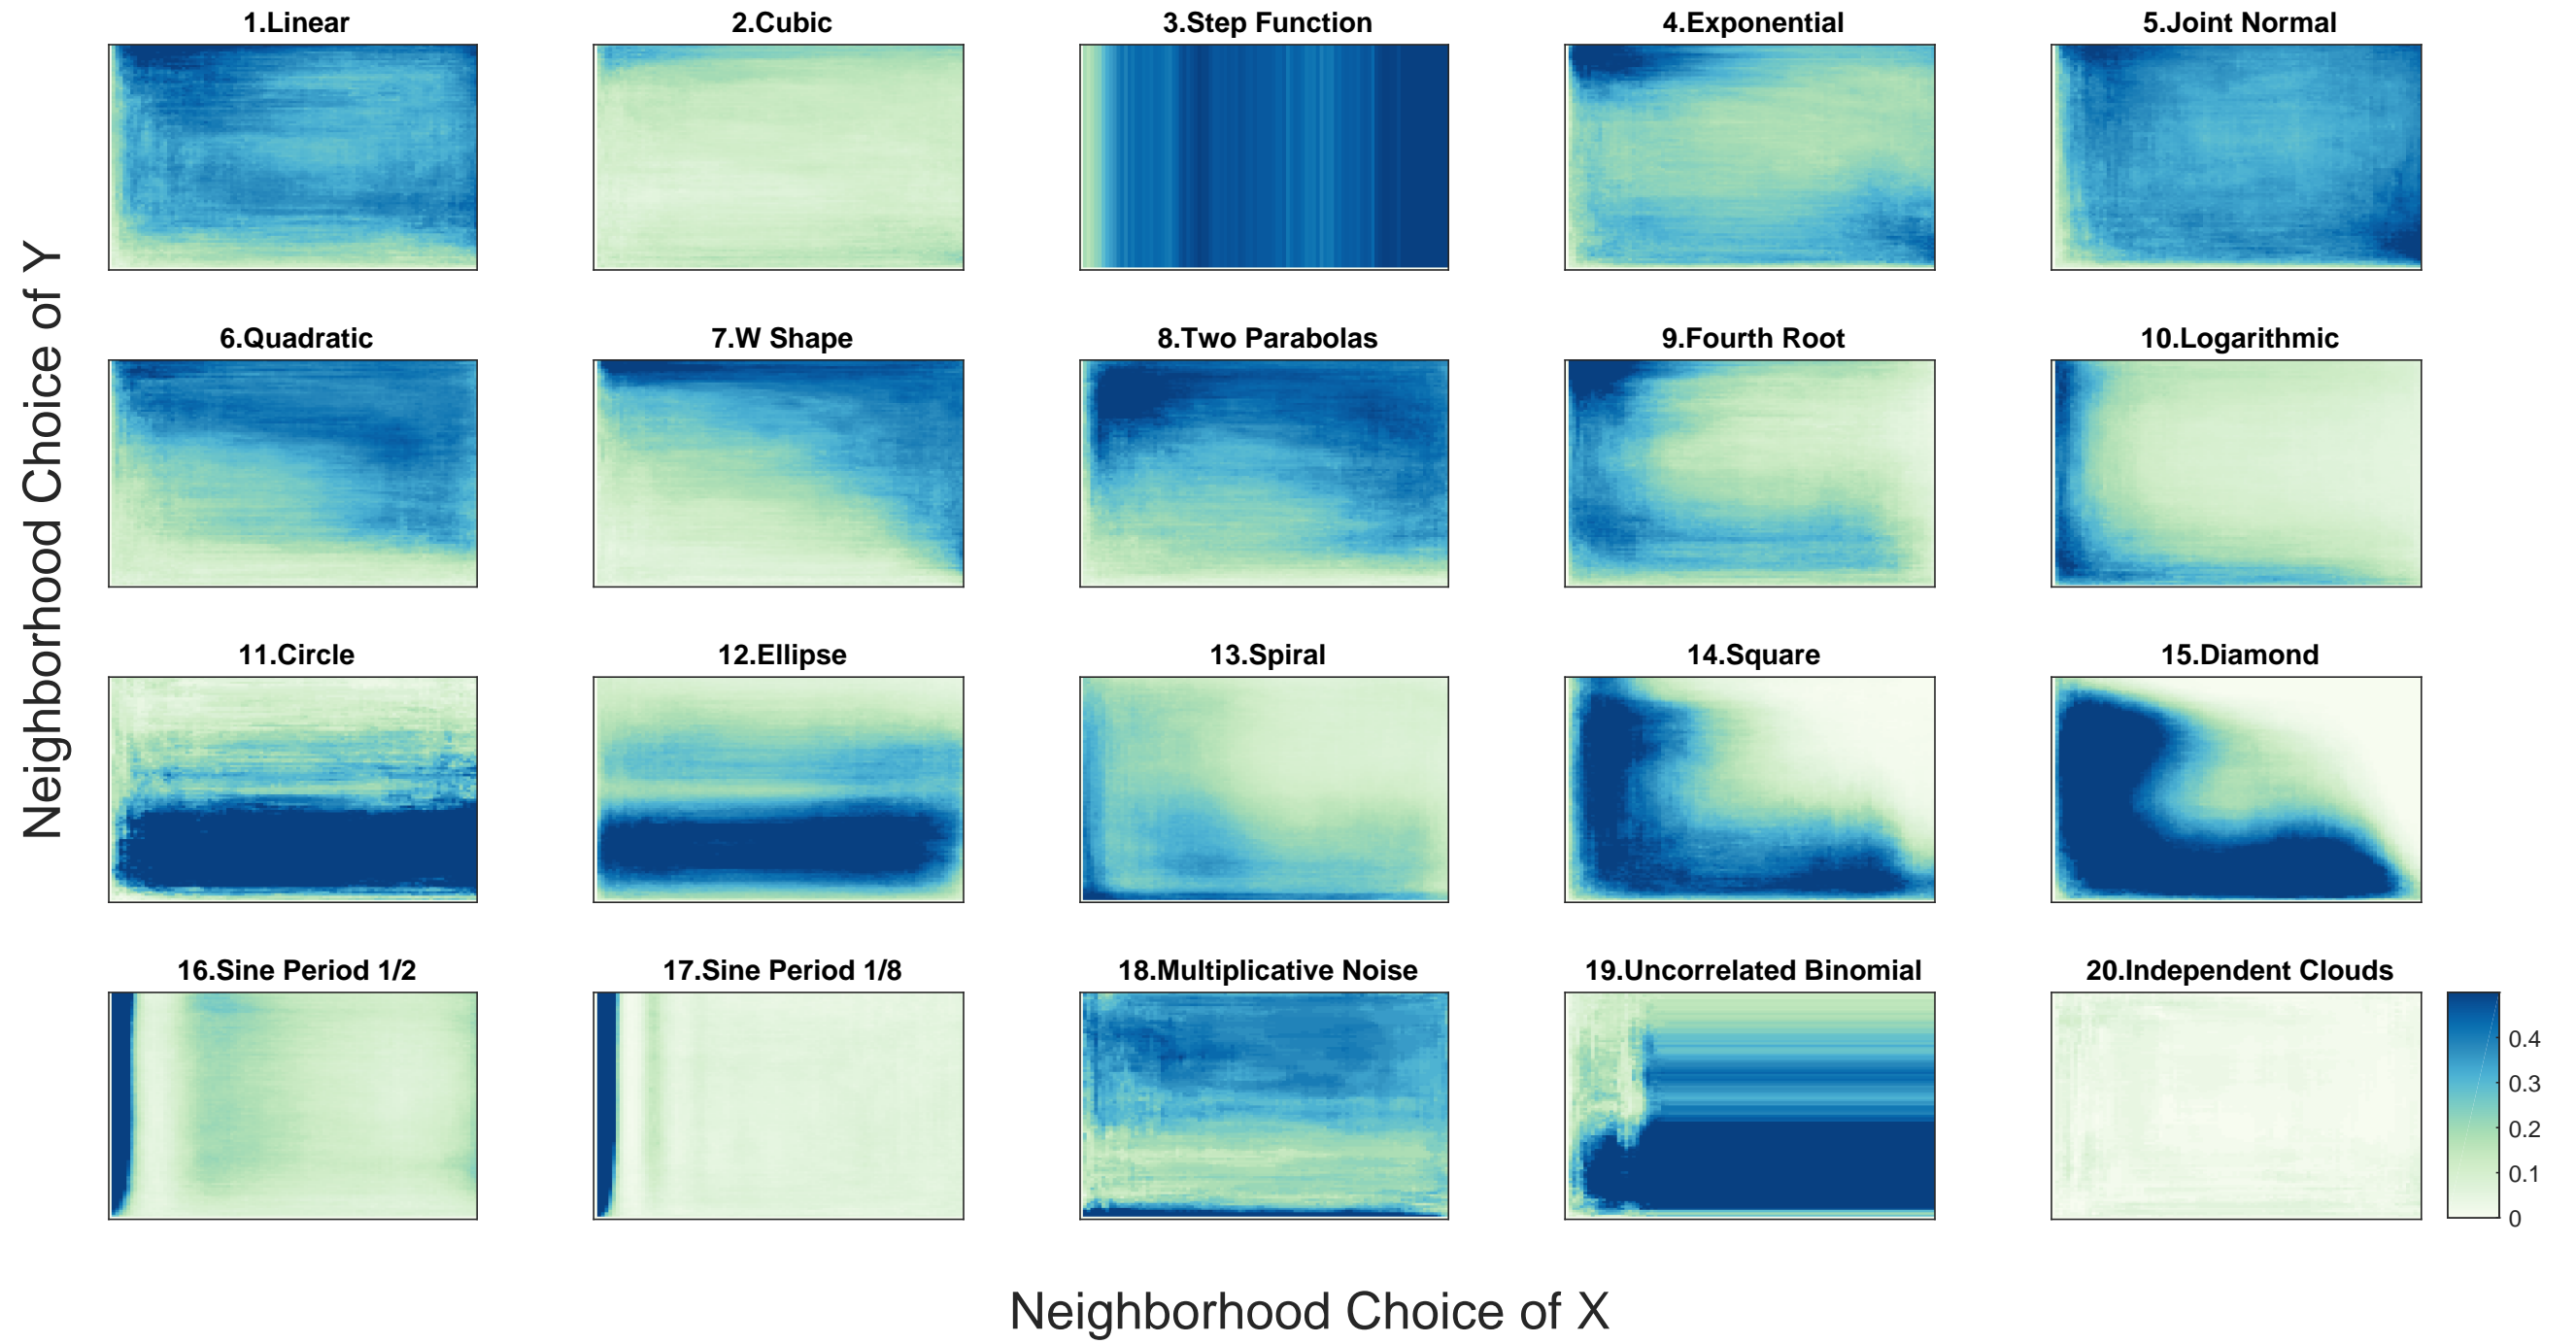 1.Linear
2.Cubic
3.Step Function
4.Exponential
5.Joint Normal
6.Quadratic
7.W Shape
8.Two Parabolas
9.Fourth Root
10.Logarithmic
11.Circle
12.Ellipse
13.Spiral
14.Square
15.Diamond
16.Sine Period 1/2
17.Sine Period 1/8
18.Multiplicative Noise
19.Uncorrelated Binomial
20.Independent Clouds
0.4
0.3
0.2
0.1
0
Neighborhood Choice of Y
Neighborhood Choice of X